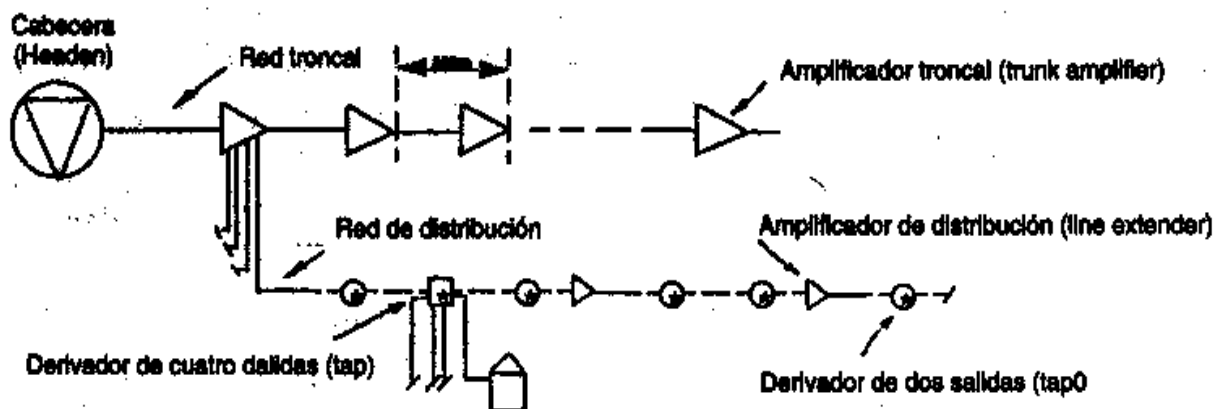 Cabecera
(Headen)
Red troncal
Amplificador troncal (trunk amplifier)
Red de distribución
Amplificador de distribución (line extender)
Derivador de cuatro dalidas (tap)
Derivador de dos salidas (tap0